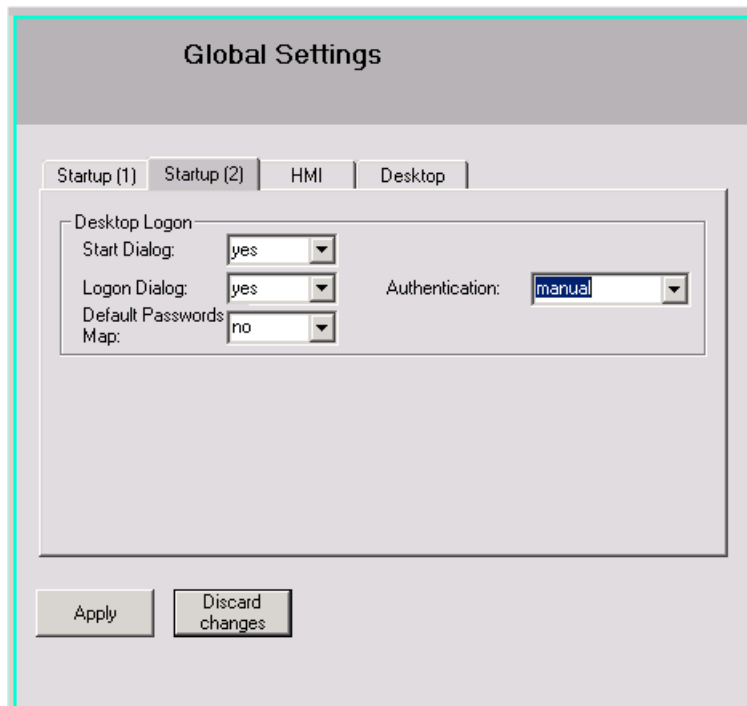 Global Settings
Startup (1) Startup (2) HMI Desktop
Desktop Logon
Start Dialog: yes
Logon Dialog: yes Authentication: manual
Default Passwords
Map: no
Apply Discard
changes